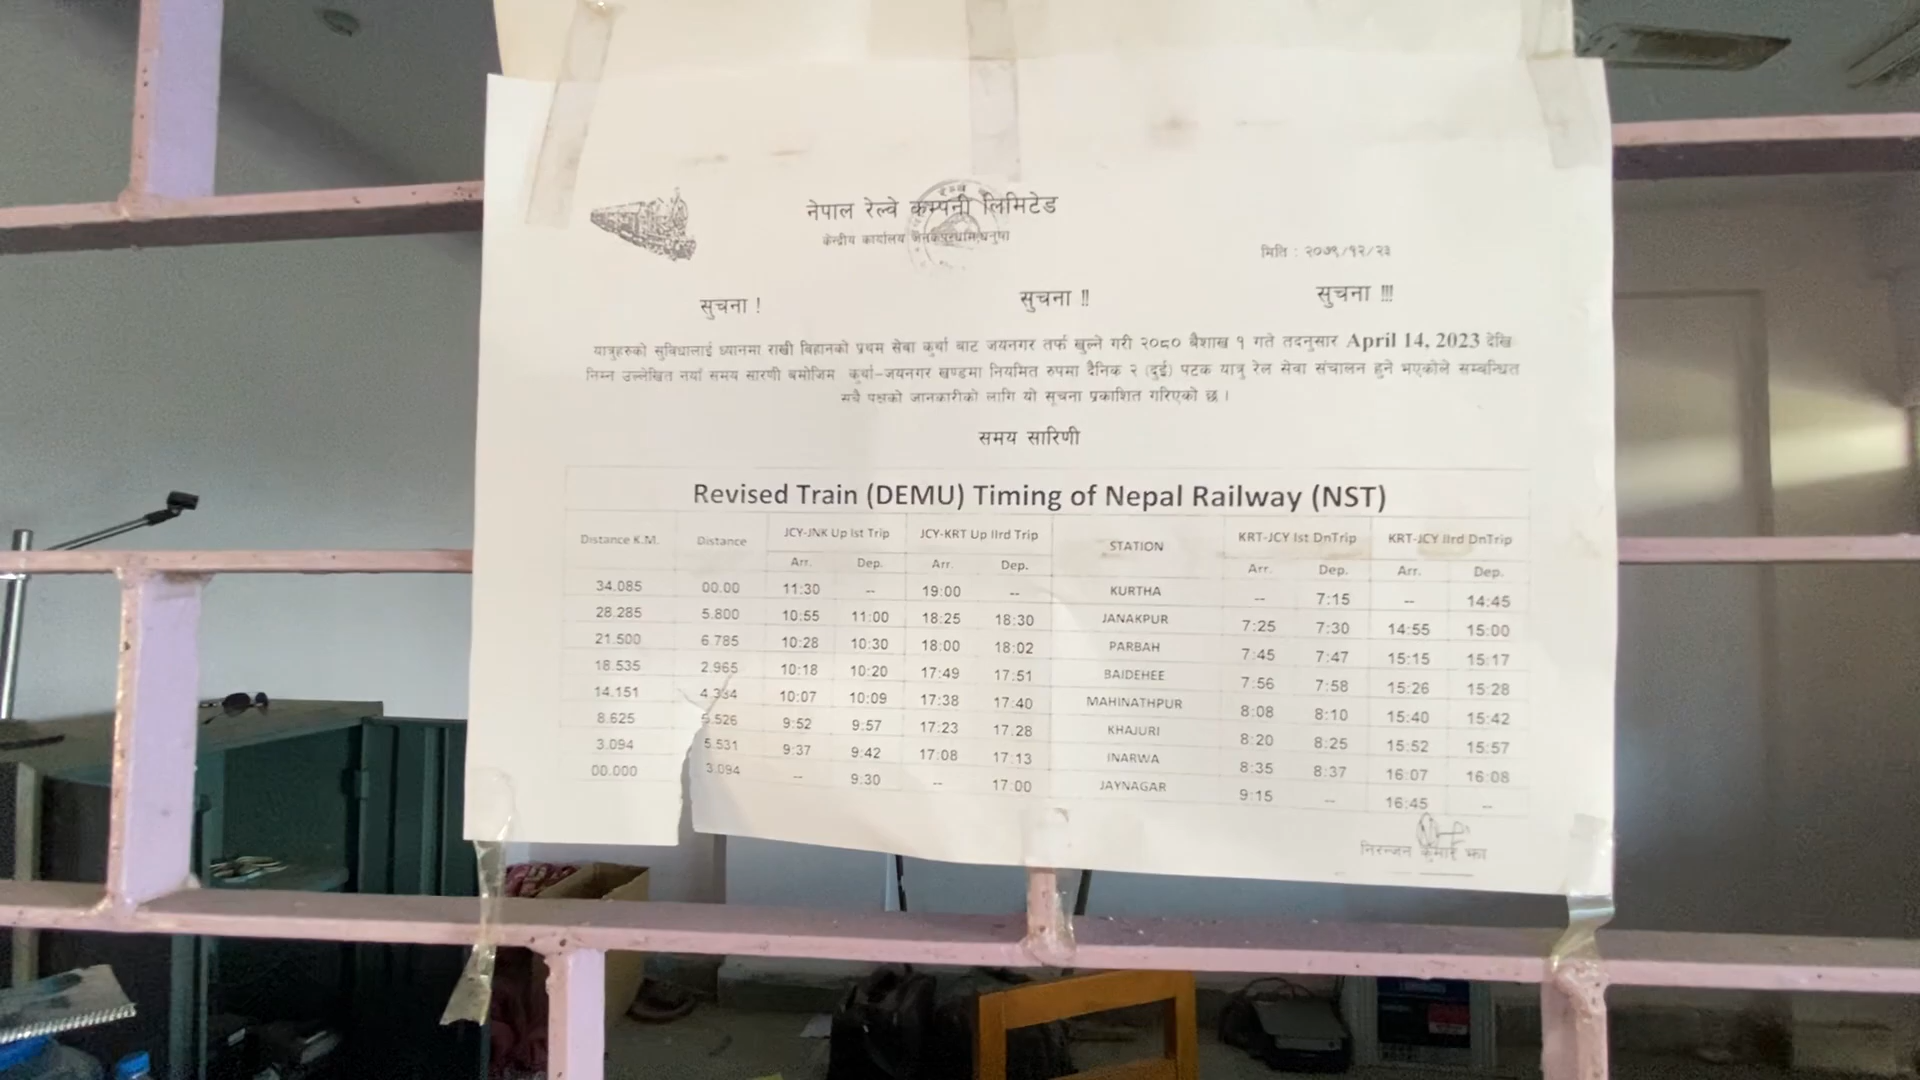 नेपाल रेल्वे कम्पनी लिमिटेड
केन्द्रीय कार्यालय जनकपुरधाम धनुषा
मिति : २०७९/१२/२३
सुचना ! सुचना !! सुचना !!!
यात्रुहरुको सुविधालाई ध्यानमा राखी बिहानको प्रथम सेवा कुर्था बाट जयनगर तर्फ खुल्ने गरी २०८० बैशाख १ गते तदनुसार April 14, 2023 देखि
निम्न उल्लेखित नयाँ समय सारणी बमोजिम कुर्था-जयनगर खण्डमा नियमित रुपमा दैनिक २ (दुई) पटक यात्रु रेल सेवा संचालन हुने भएकोले सम्बन्धित
सबै पक्षको जानकारीको लागि यो सूचना प्रकाशित गरिएको छ ।
समय सारिणी
Revised Train (DEMU) Timing of Nepal Railway (NST)
Distance K.M. Distance JCY-JNK Up Ist Trip JCY-KRT Up IIrd Trip STATION KRT-JCY Ist DnTrip KRT-JCY IIrd DnTrip
Arr. Dep. Arr. Dep. Arr. Dep. Arr. Dep.
34.085 00.00 11:30 -- 19:00 -- KURTHA -- 7:15 -- 14:45
28.285 5.800 10:55 11:00 18:25 18:30 JANAKPUR 7:25 7:30 14:55 15:00
21.500 6.785 10:28 10:30 18:00 18:02 PARBAH 7:45 7:47 15:15 15:17
18.535 2.965 10:18 10:20 17:49 17:51 BAIDEHEE 7:56 7:58 15:26 15:28
14.151 4.334 10:07 10:09 17:38 17:40 MAHINATHPUR 8:08 8:10 15:40 15:42
8.625 5.526 9:52 9:57 17:23 17:28 KHAJURI 8:20 8:25 15:52 15:57
3.094 5.531 9:37 9:42 17:08 17:13 INARWA 8:35 8:37 16:07 16:08
00.000 3.094 -- 9:30 -- 17:00 JAYNAGAR 9:15 -- 16:45 --
निरन्जन कुमार झा